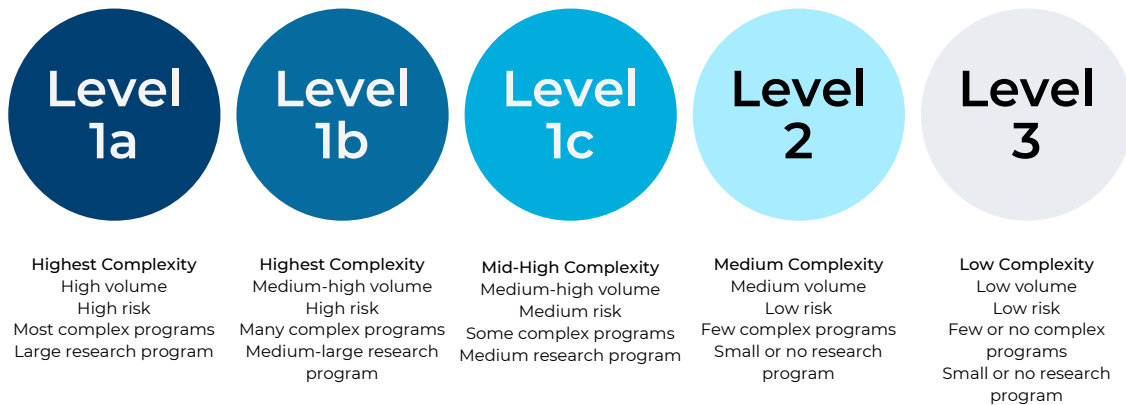 Level
1a
Level
1b
Level
1c
Level
2
Level
3
Highest Complexity
High volume
High risk
Most complex programs
Large research program
Highest Complexity
Medium-high volume
High risk
Many complex programs
Medium-large research
program
Mid-High Complexity
Medium-high volume
Medium risk
Some complex programs
Medium research program
Medium Complexity
Medium volume
Low risk
Few complex programs
Small or no research
program
Low Complexity
Low volume
Low risk
Few or no complex
programs
Small or no research
program